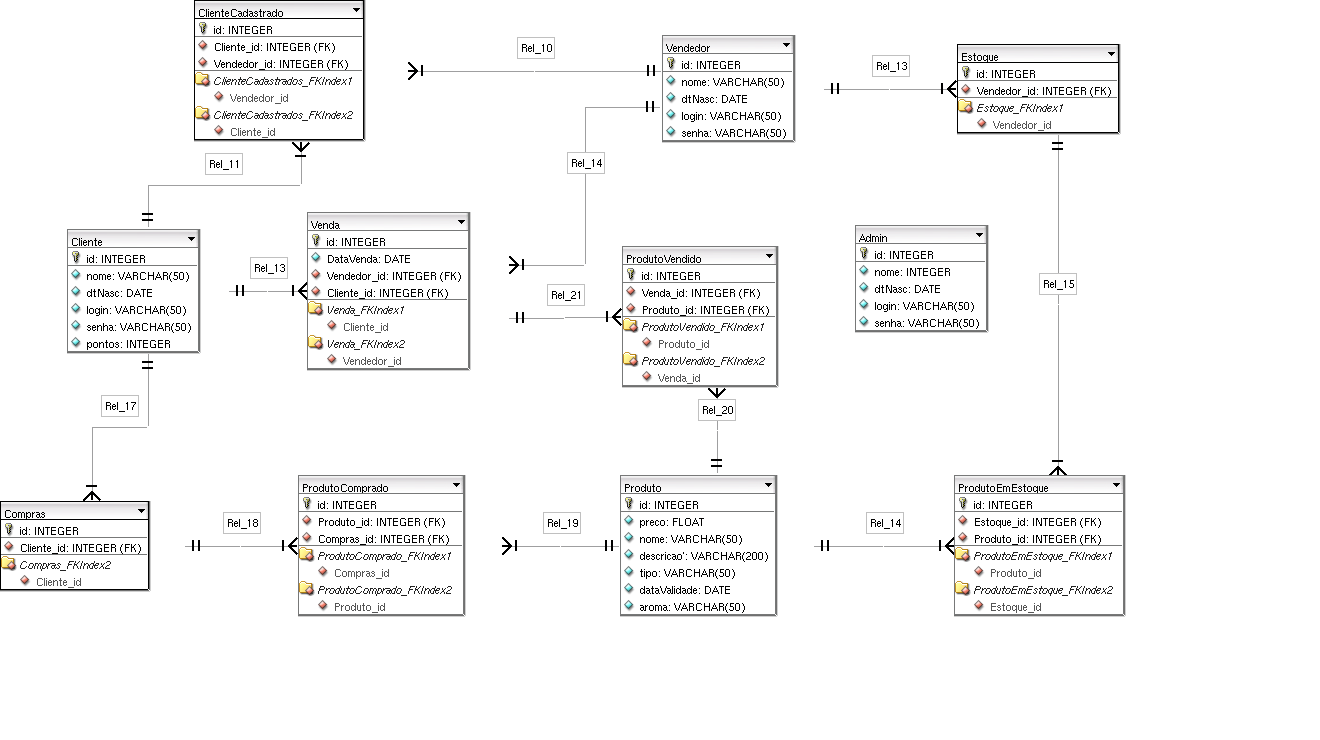 ClienteCadastrado
id: INTEGER
Cliente_id: INTEGER (FK)
Vendedor_id: INTEGER (FK)
ClienteCadastrados_FKIndex1
Vendedor_id
ClienteCadastrados_FKIndex2
Cliente_id
Rel_10
Vendedor
id: INTEGER
nome: VARCHAR(50)
dtNasc: DATE
login: VARCHAR(50)
senha: VARCHAR(50)
Rel_13
Estoque
id: INTEGER
Vendedor_id: INTEGER (FK)
Estoque_FKIndex1
Vendedor_id
Rel_11
Rel_14
Cliente
id: INTEGER
nome: VARCHAR(50)
dtNasc: DATE
login: VARCHAR(50)
senha: VARCHAR(50)
pontos: INTEGER
Rel_13
Venda
id: INTEGER
DataVenda: DATE
Vendedor_id: INTEGER (FK)
Cliente_id: INTEGER (FK)
Venda_FKIndex1
Cliente_id
Venda_FKIndex2
Vendedor_id
Rel_21
ProdutoVendido
id: INTEGER
Venda_id: INTEGER (FK)
Produto_id: INTEGER (FK)
ProdutoVendido_FKIndex1
Produto_id
ProdutoVendido_FKIndex2
Venda_id
Admin
id: INTEGER
nome: INTEGER
dtNasc: DATE
login: VARCHAR(50)
senha: VARCHAR(50)
Rel_15
Rel_17
Rel_20
Compras
id: INTEGER
Cliente_id: INTEGER (FK)
Compras_FKIndex2
Cliente_id
Rel_18
ProdutoComprado
id: INTEGER
Produto_id: INTEGER (FK)
Compras_id: INTEGER (FK)
ProdutoComprado_FKIndex1
Compras_id
ProdutoComprado_FKIndex2
Produto_id
Rel_19
Produto
id: INTEGER
preco: FLOAT
nome: VARCHAR(50)
descricao': VARCHAR(200)
tipo: VARCHAR(50)
dataValidade: DATE
aroma: VARCHAR(50)
Rel_14
ProdutoEmEstoque
id: INTEGER
Estoque_id: INTEGER (FK)
Produto_id: INTEGER (FK)
ProdutoEmEstoque_FKIndex1
Produto_id
ProdutoEmEstoque_FKIndex2
Estoque_id